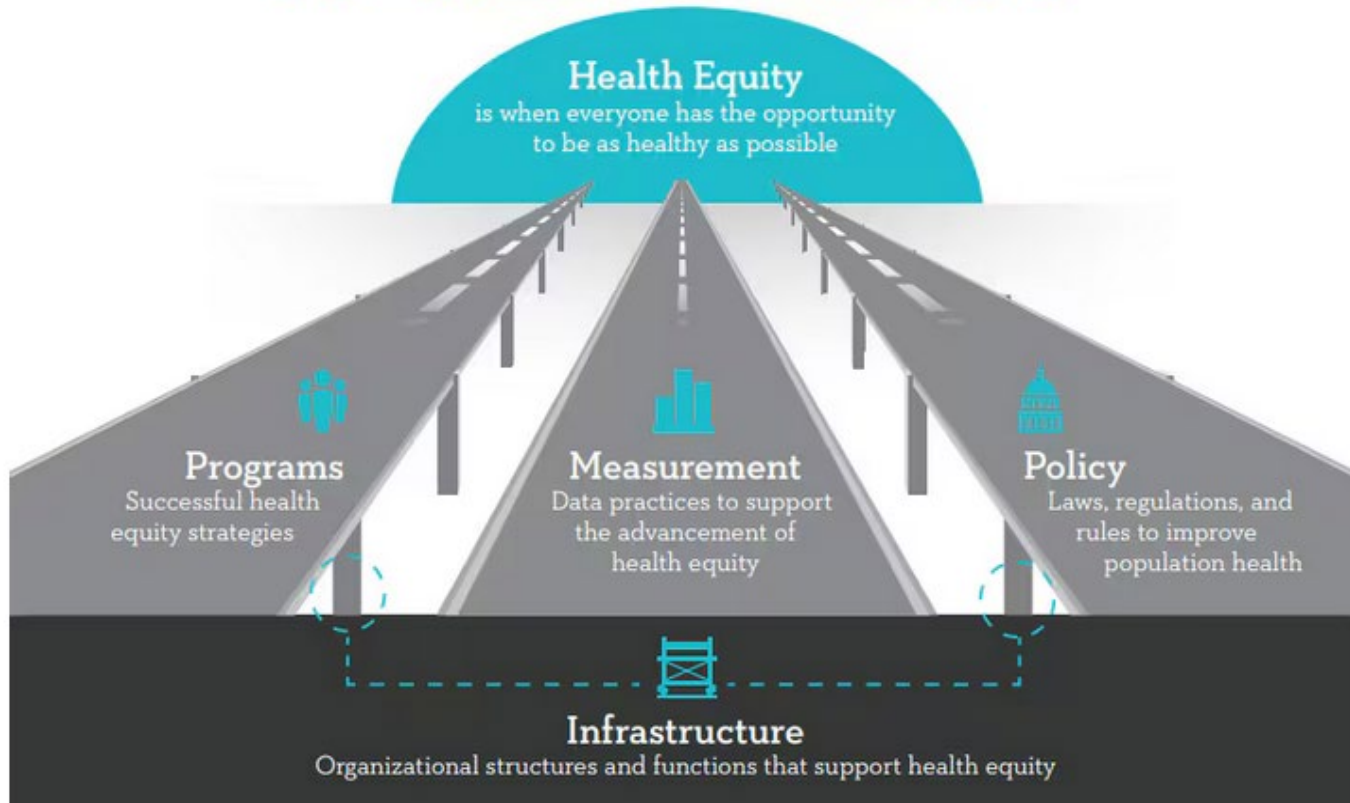 Health Equity
is when everyone has the opportunity
to be as healthy as possible
Programs
Successful health
equity strategies
Measurement
Data practices to support
the advancement of
health equity
Policy
Laws, regulations, and
rules to improve
population health
Infrastructure
Organizational structures and functions that support health equity